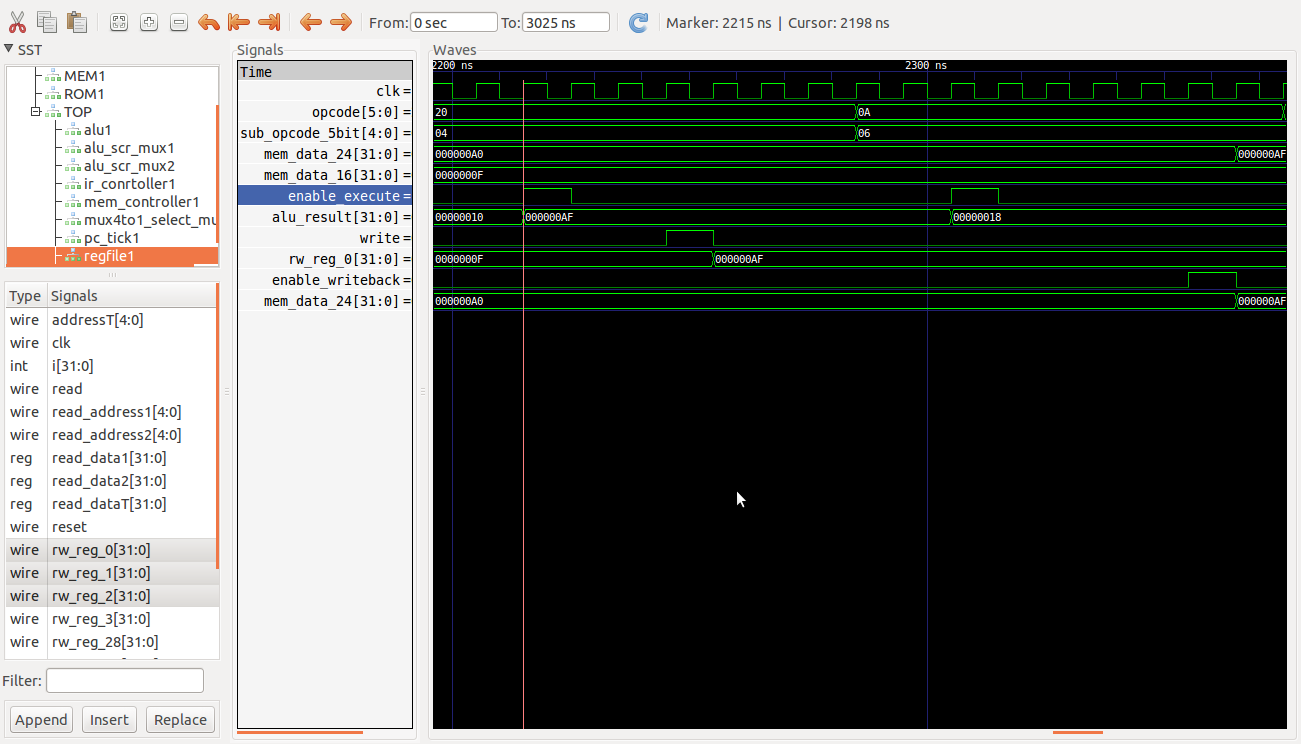 From: 0 sec To: 3025 ns Marker: 2215 ns | Cursor: 2198 ns
SST
MEM1
ROM1
TOP
alu1
alu_scr_mux1
alu_scr_mux2
ir_conrtoller1
mem_controller1
mux4to1_select_mu
pc_tick1
regfile1
Type Signals
wire addressT[4:0]
wire clk
int i[31:0]
wire read
wire read_address1[4:0]
wire read_address2[4:0]
reg read_data1[31:0]
reg read_data2[31:0]
reg read_dataT[31:0]
wire reset
wire rw_reg_0[31:0]
wire rw_reg_1[31:0]
wire rw_reg_2[31:0]
wire rw_reg_3[31:0]
wire rw_reg_28[31:0]
Filter:
Append Insert Replace
Signals
Time
clk =
opcode[5:0] =
sub_opcode_5bit[4:0] =
mem_data_24[31:0] =
mem_data_16[31:0] =
enable_execute =
alu_result[31:0] =
write =
rw_reg_0[31:0] =
enable_writeback =
mem_data_24[31:0] =
Waves
2200 ns 2300 ns
20 0A
04 06
000000A0 000000AF
0000000F
00000010 000000AF 00000018
0000000F 000000AF
000000A0 000000AF